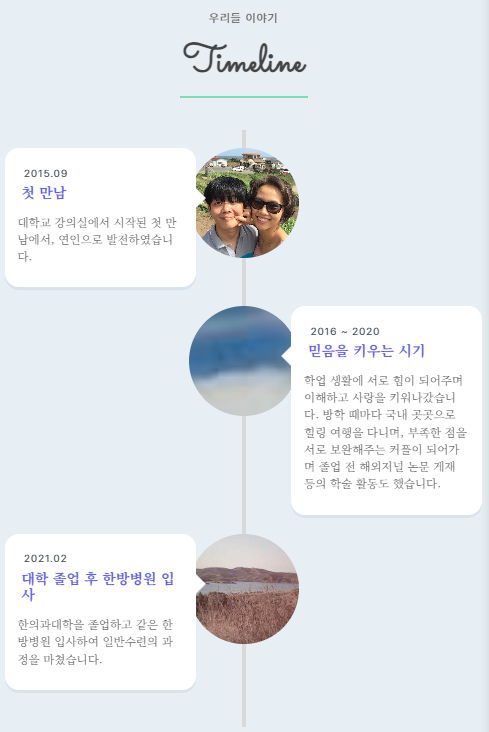 우리들 이야기
Timeline
2015.09
첫 만남
대학교 강의실에서 시작된 첫 만
남에서, 연인으로 발전하였습니
다.
2016 ~ 2020
믿음을 키우는 시기
학업 생활에 서로 힘이 되어주며
이해하고 사랑을 키워나갔습니
다. 방학 때마다 국내 곳곳으로
힐링 여행을 다니며, 부족한 점을
서로 보완해주는 커플이 되어가
며 졸업 전 해외저널 논문 게재
등의 학술 활동도 했습니다.
2021.02
대학 졸업 후 한방병원 입
사
한의과대학을 졸업하고 같은 한
방병원 입사하여 일반수련의 과
정을 마쳤습니다.